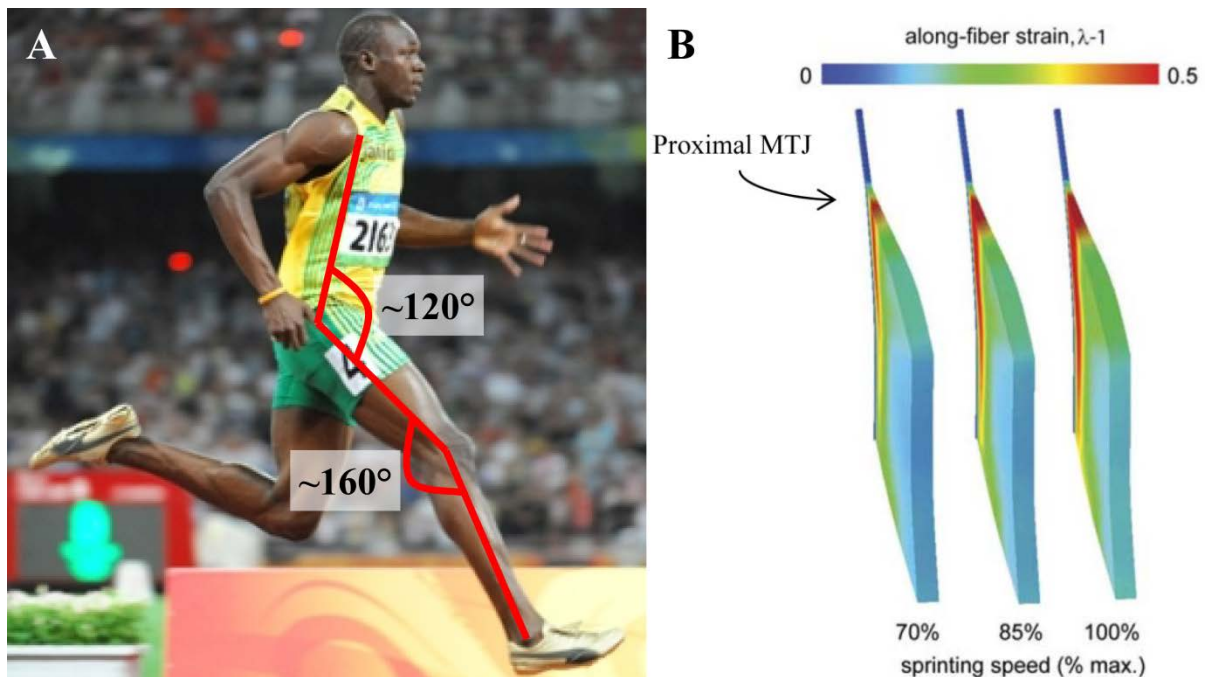 A
2163
~120°
~160°
B
along-fiber strain, λ-1
0
0.5
Proximal MTJ
70%
85%
100%
sprinting speed (% max.)